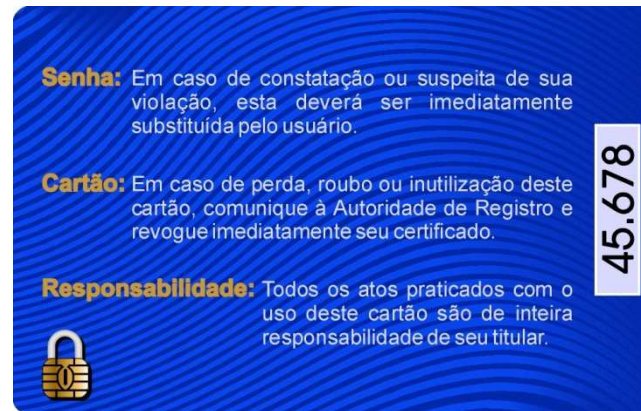 Senha: Em caso de constatação ou suspeita de sua
violação, esta deverá ser imediatamente
substituída pelo usuário.
Cartão: Em caso de perda, roubo ou inutilização deste
cartão, comunique à Autoridade de Registro e
revogue imediatamente seu certificado.
Responsabilidade: Todos os atos praticados com o
uso deste cartão são de inteira
responsabilidade de seu titular.
45.678